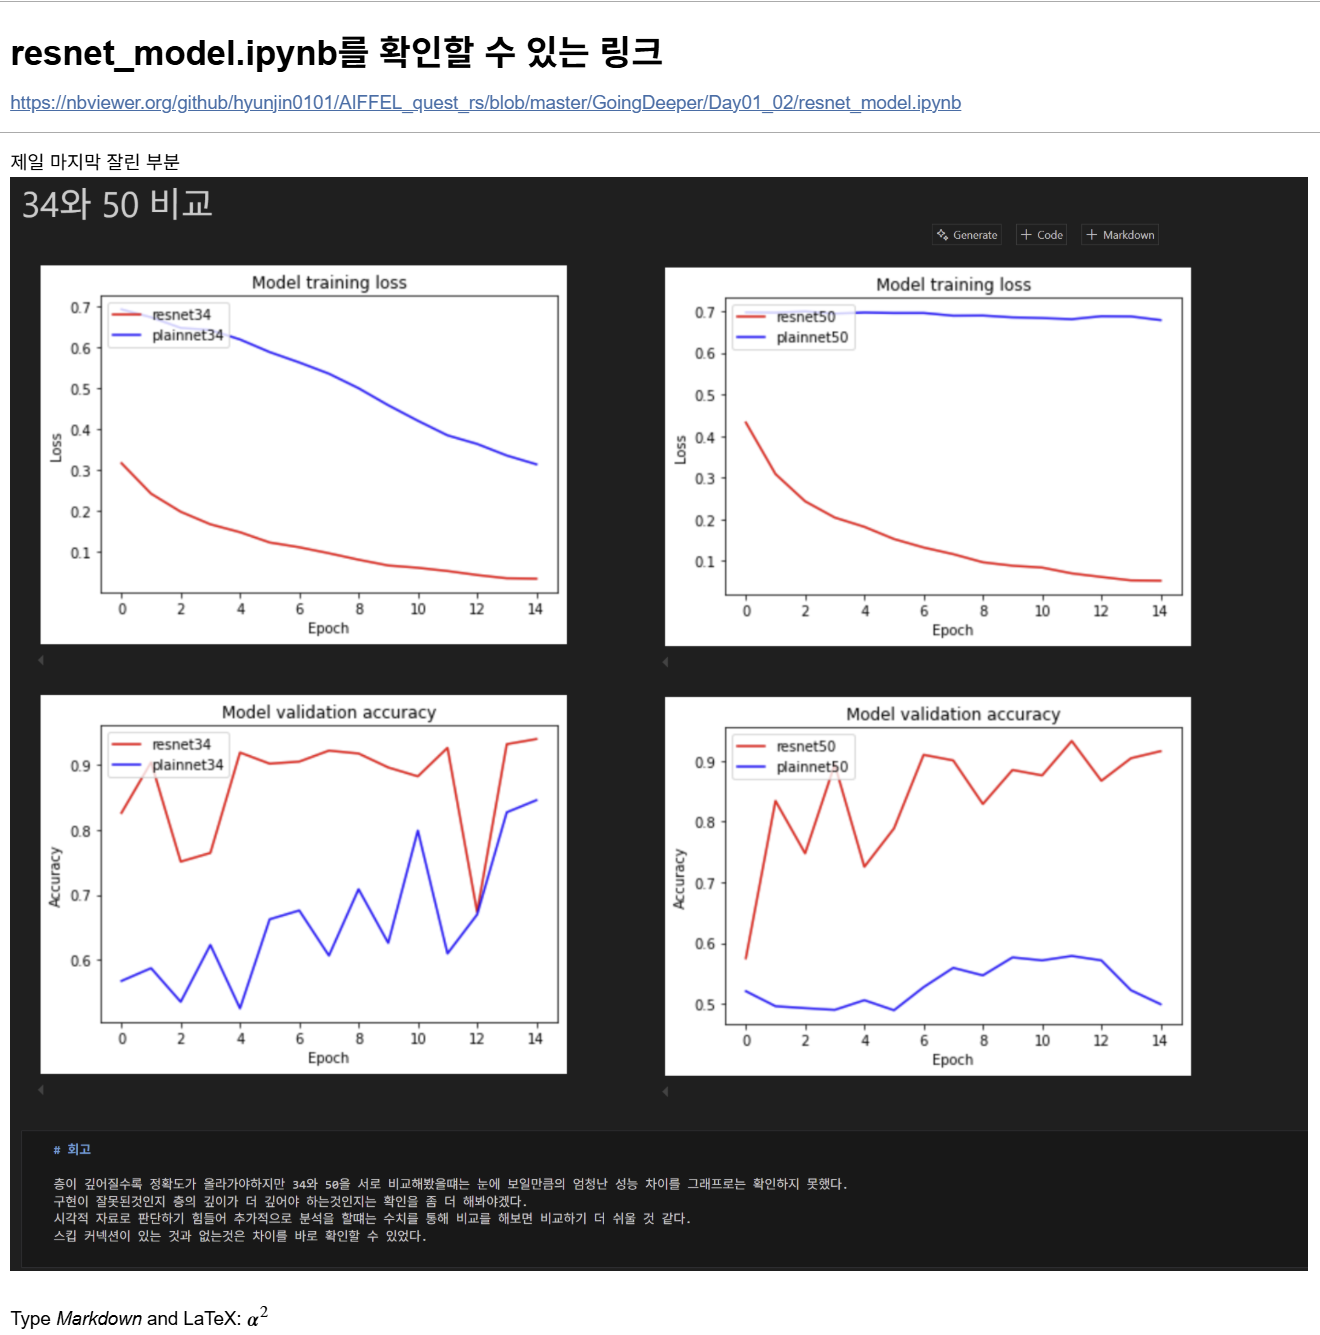 resnet_model.ipynb를 확인할 수 있는 링크
https://nbviewer.org/github/hyunjin0101/AIFFEL_quest_rs/blob/master/GoingDeeper/Day01_02/resnet_model.ipynb
제일 마지막 잘린 부분
34와 50 비교
Generate + Code + Markdown
Model training loss
resnet34
plainnet34
0.7
0.6
0.5
0.4
0.3
0.2
0.1
Loss
0 2 4 6 8 10 12 14
Epoch
Model training loss
resnet50
plainnet50
0.7
0.6
0.5
0.4
0.3
0.2
0.1
Loss
0 2 4 6 8 10 12 14
Epoch
Model validation accuracy
resnet34
plainnet34
0.9
0.8
0.7
0.6
Accuracy
0 2 4 6 8 10 12 14
Epoch
Model validation accuracy
resnet50
plainnet50
0.9
0.8
0.7
0.6
0.5
Accuracy
0 2 4 6 8 10 12 14
Epoch
# 회고
층이 깊어질수록 정확도가 올라가야하지만 34와 50을 서로 비교해봤을떄는 눈에 보일만큼의 엄청난 성능 차이를 그래프로는 확인하지 못했다.
구현이 잘못된것인지 층의 깊이가 더 깊어야 하는것인지는 확인을 좀 더 해봐야겠다.
시각적 자료로 판단하기 힘들어 추가적으로 분석을 할떄는 수치를 통해 비교를 해보면 비교하기 더 쉬울 것 같다.
스킵 커넥션이 있는 것과 없는것은 차이를 바로 확인할 수 있었다.
Type Markdown and LaTeX: α²